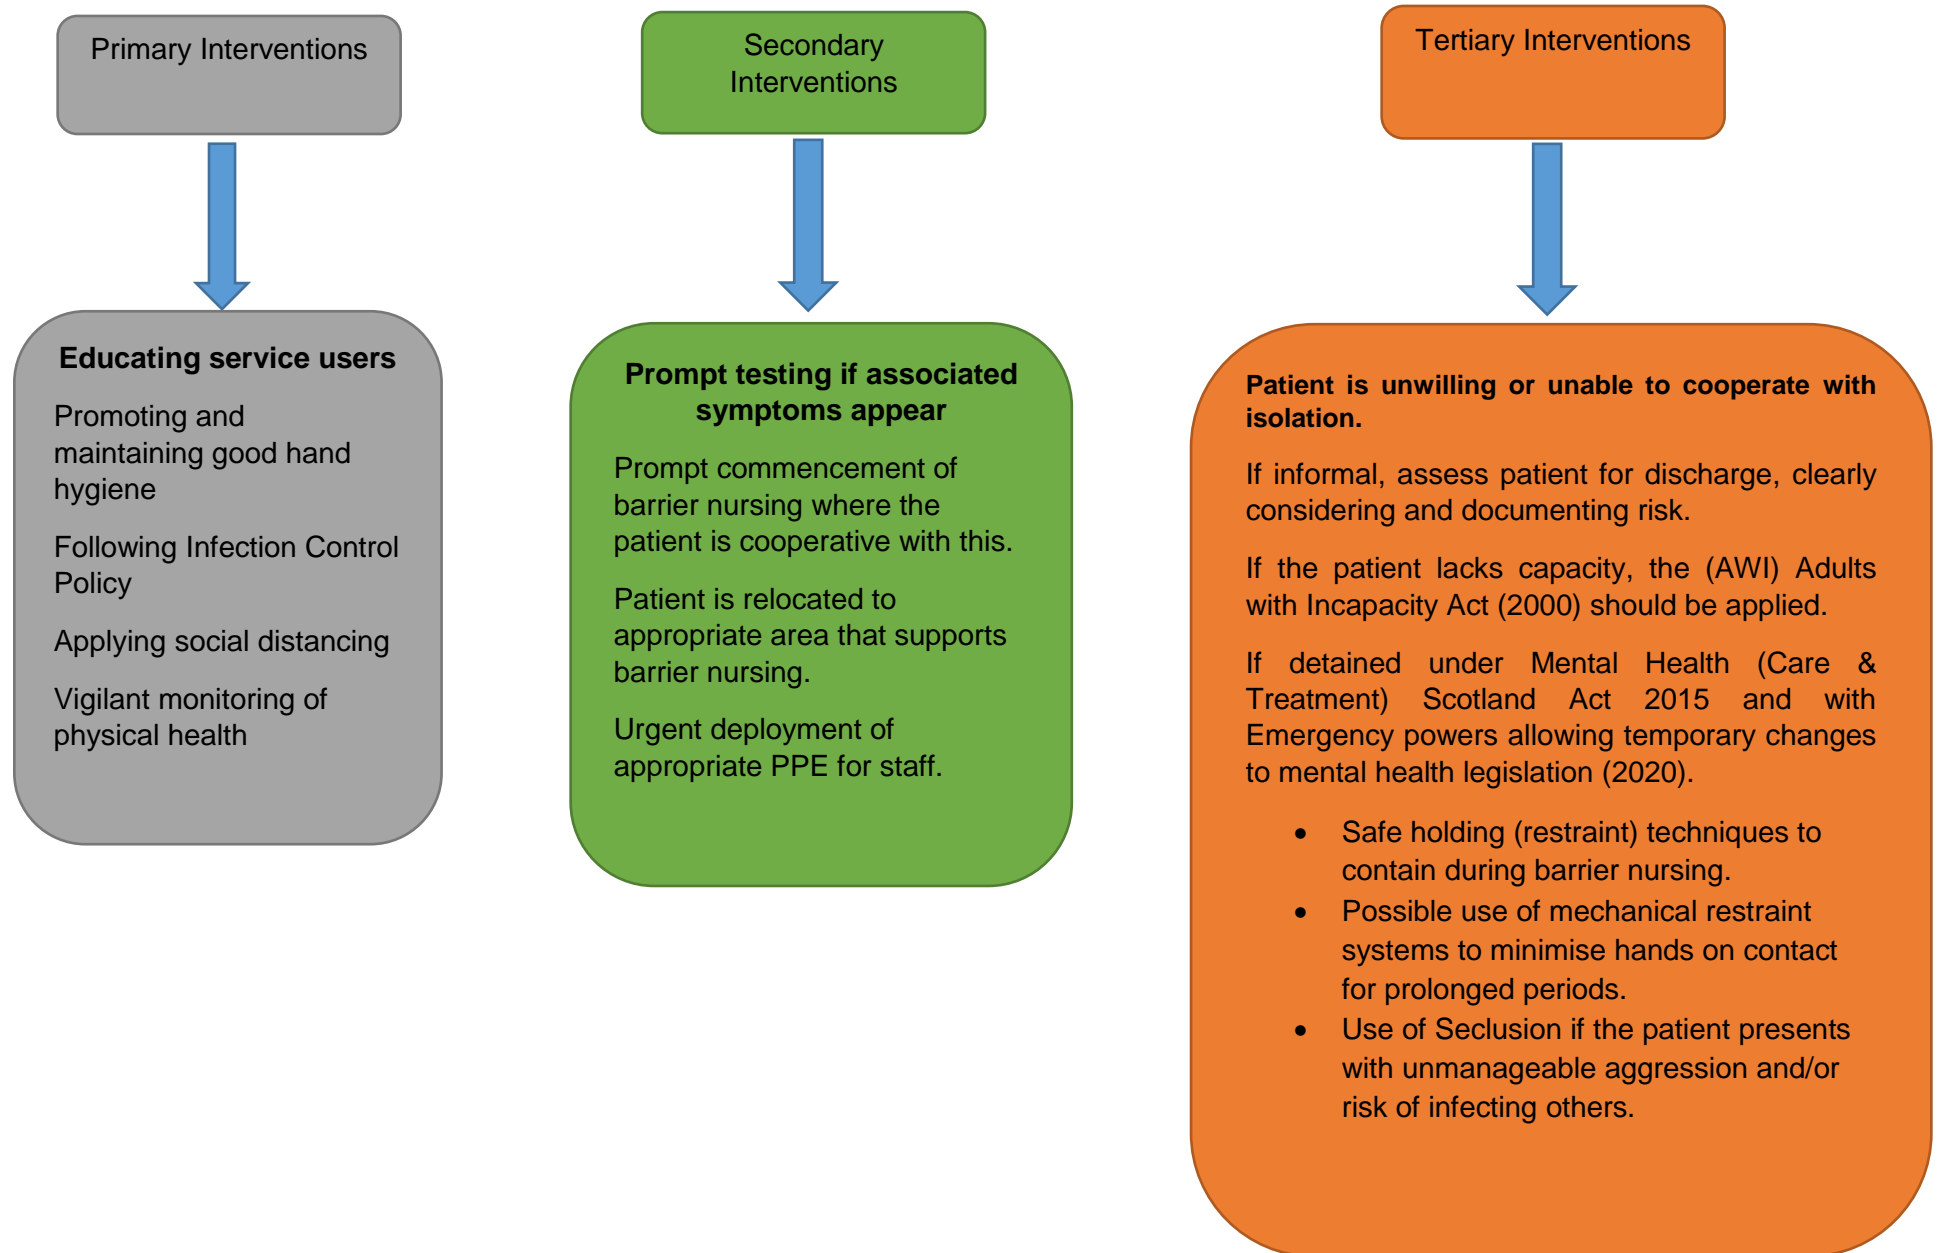 Primary Interventions
Educating service users
Promoting and
maintaining good hand
hygiene
Following Infection Control
Policy
Applying social distancing
Vigilant monitoring of
physical health
Secondary
Interventions
Prompt testing if associated
symptoms appear
Prompt commencement of
barrier nursing where the
patient is cooperative with this.
Patient is relocated to
appropriate area that supports
barrier nursing.
Urgent deployment of
appropriate PPE for staff.
Tertiary Interventions
Patient is unwilling or unable to cooperate with
isolation.
If informal, assess patient for discharge, clearly
considering and documenting risk.
If the patient lacks capacity, the (AWI) Adults
with Incapacity Act (2000) should be applied.
If detained under Mental Health (Care &
Treatment) Scotland Act 2015 and with
Emergency powers allowing temporary changes
to mental health legislation (2020).
• Safe holding (restraint) techniques to
contain during barrier nursing.
• Possible use of mechanical restraint
systems to minimise hands on contact
for prolonged periods.
• Use of Seclusion if the patient presents
with unmanageable aggression and/or
risk of infecting others.